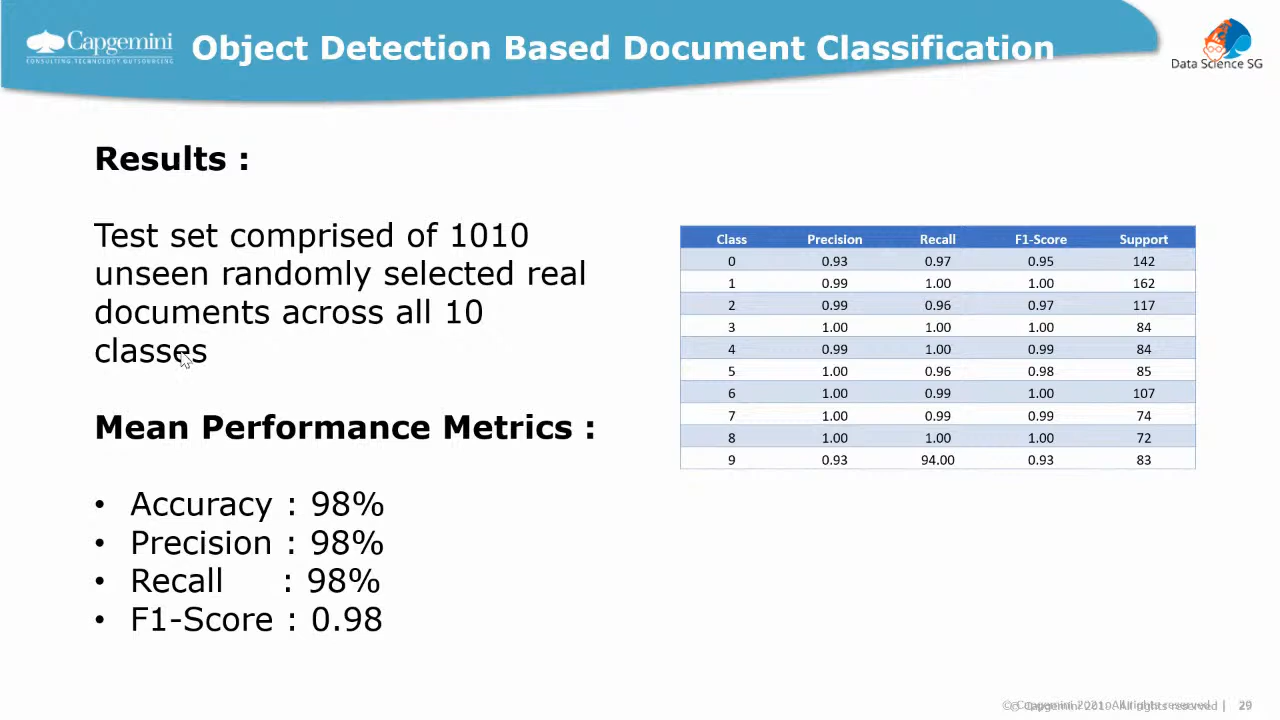 Capgemini
CONSULTING.TECHNOLOGY.OUTSOURCING
Object Detection Based Document Classification
Data Science SG
Results :
Test set comprised of 1010
unseen randomly selected real
documents across all 10
classes
Mean Performance Metrics :
• Accuracy : 98%
• Precision : 98%
• Recall : 98%
• F1-Score : 0.98
Class Precision Recall F1-Score Support
0 0.93 0.97 0.95 142
1 0.99 1.00 1.00 162
2 0.99 0.96 0.97 117
3 1.00 1.00 1.00 84
4 0.99 1.00 0.99 84
5 1.00 0.96 0.98 85
6 1.00 0.99 1.00 107
7 1.00 0.99 0.99 74
8 1.00 1.00 1.00 72
9 0.93 94.00 0.93 83
© Capgemini All rights reserved | 29